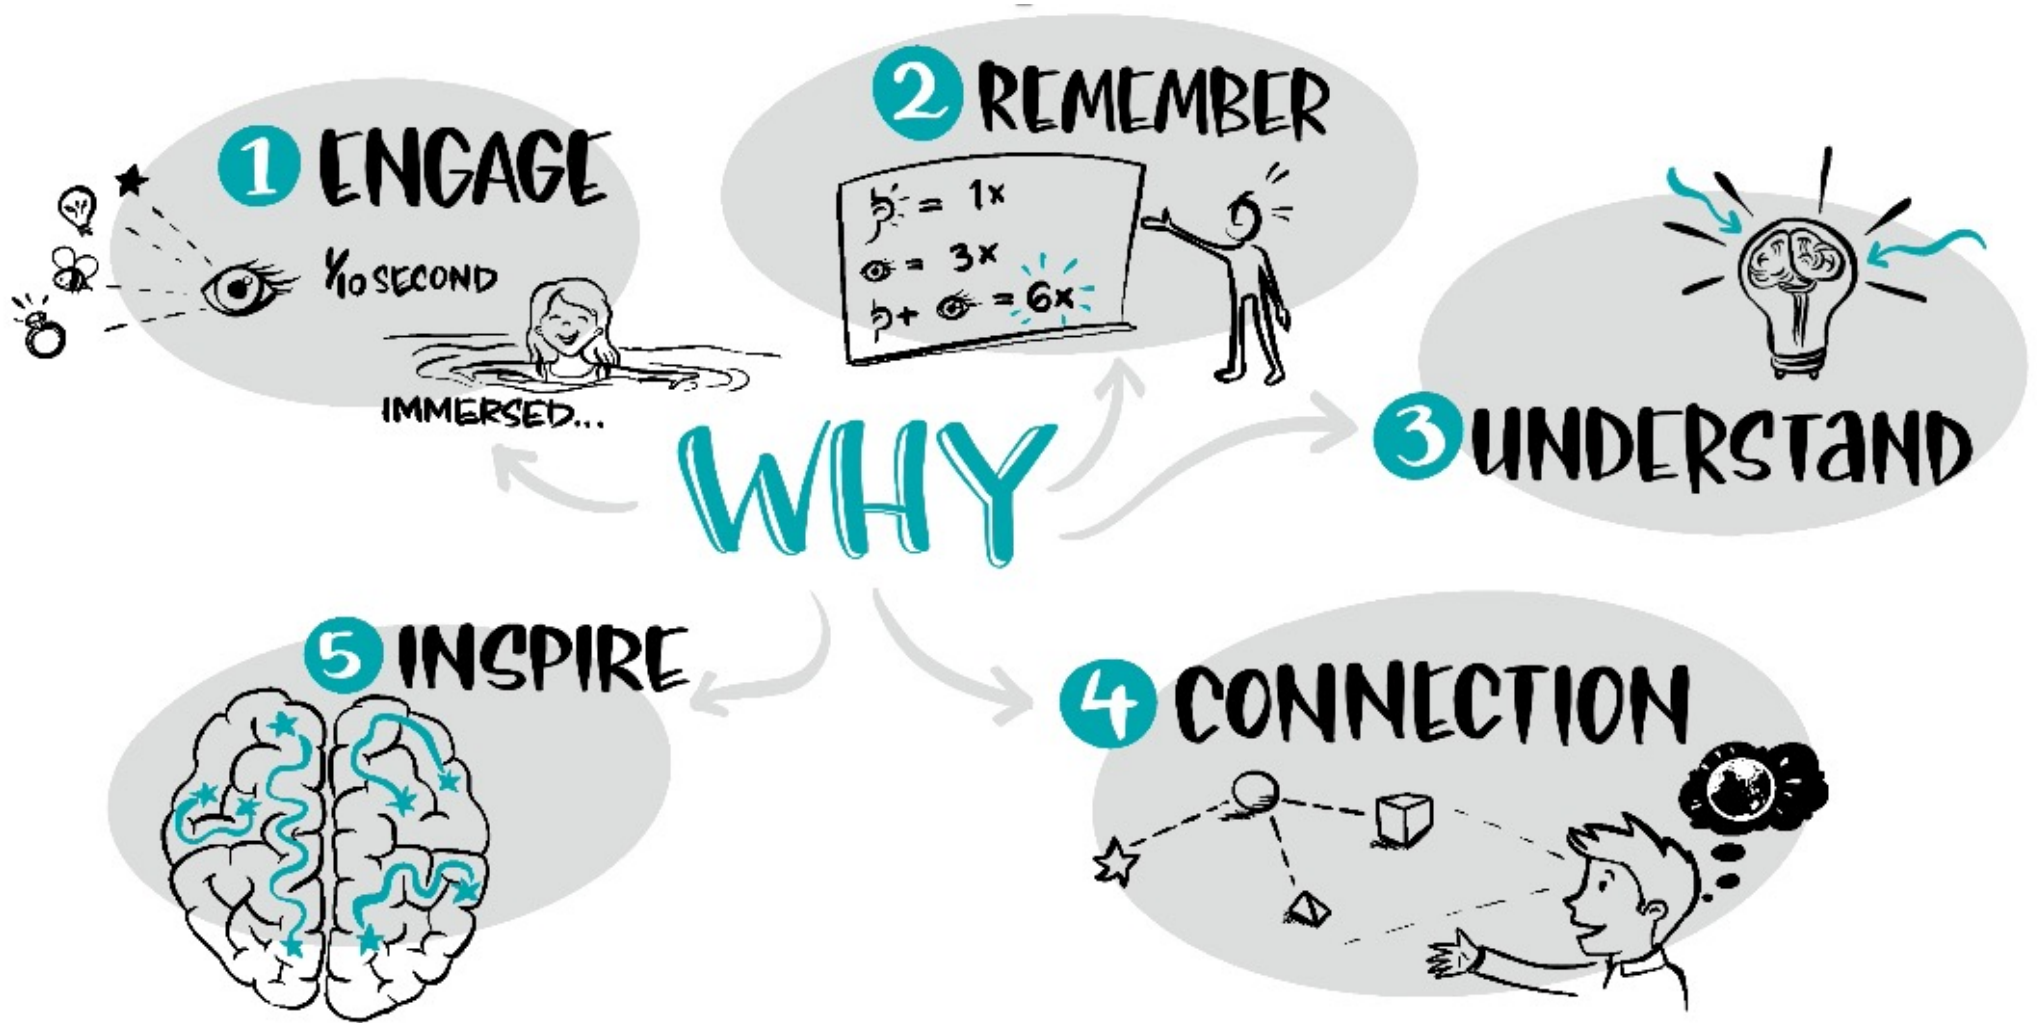 1 ENGAGE
1/10 SECOND
IMMERSED...
2 REMEMBER
= 1x
= 3x
+ = 6x
WHY
3 UNDERSTaND
4 CONNECTION
5 INSPIRE